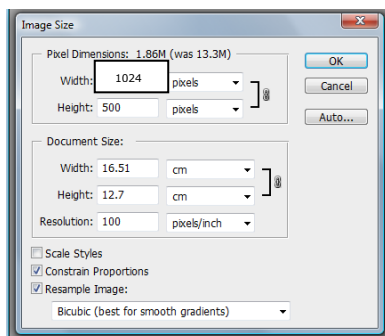 Image Size
Pixel Dimensions: 1.86M (was 13.3M)
Width: 1024 pixels
Height: 500 pixels
OK
Cancel
Auto...
Document Size:
Width: 16.51 cm
Height: 12.7 cm
Resolution: 100 pixels/inch
Scale Styles
Constrain Proportions
Resample Image:
Bicubic (best for smooth gradients)